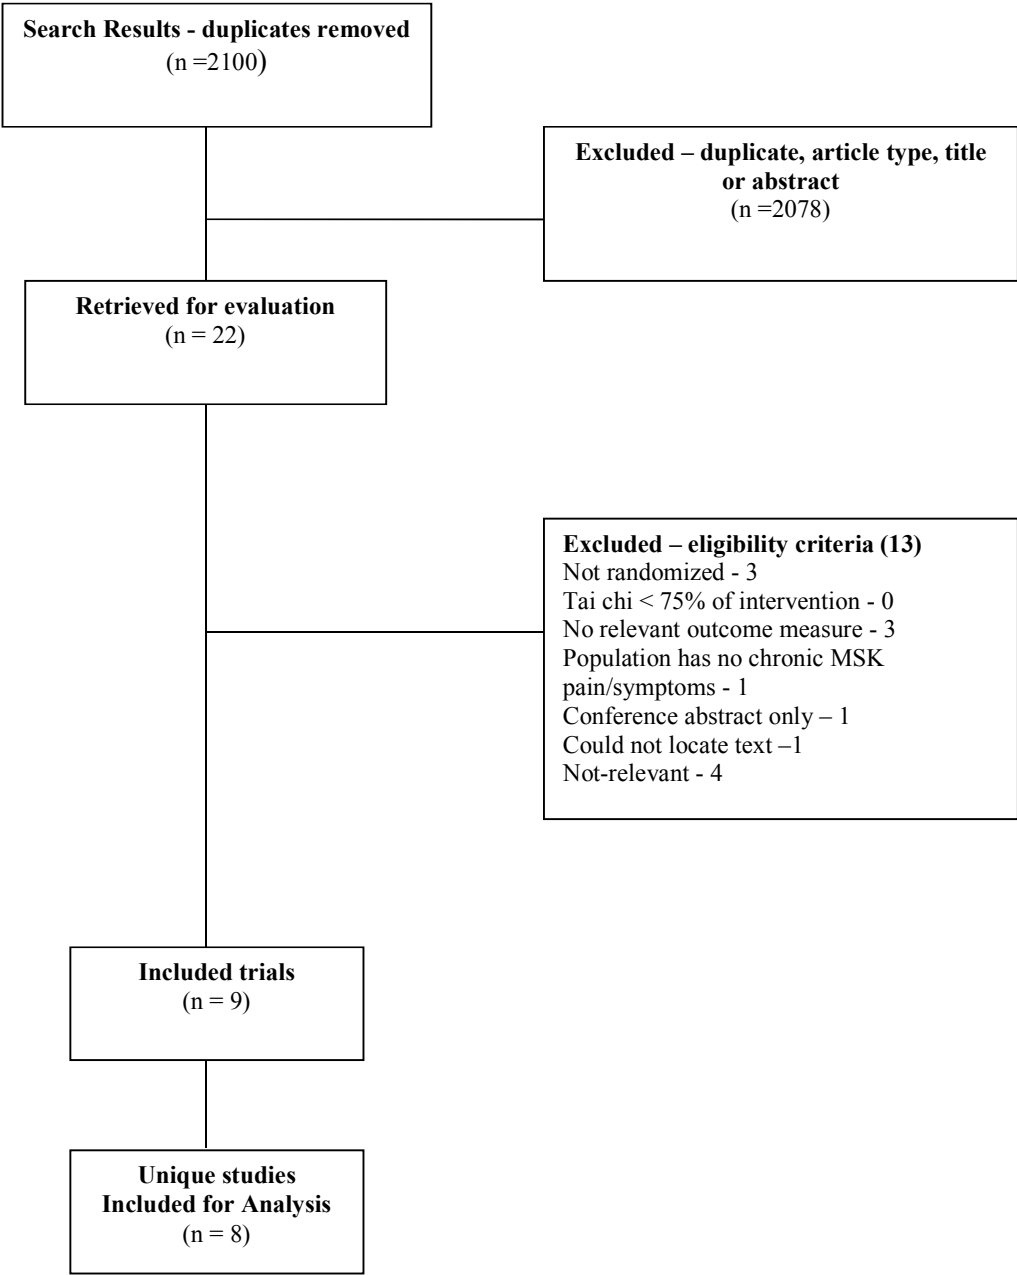 Search Results - duplicates removed
(n =2100)
Excluded – duplicate, article type, title
or abstract
(n =2078)
Retrieved for evaluation
(n = 22)
Excluded – eligibility criteria (13)
Not randomized - 3
Tai chi < 75% of intervention - 0
No relevant outcome measure - 3
Population has no chronic MSK
pain/symptoms - 1
Conference abstract only – 1
Could not locate text –1
Not-relevant - 4
Included trials
(n = 9)
Unique studies
Included for Analysis
(n = 8)